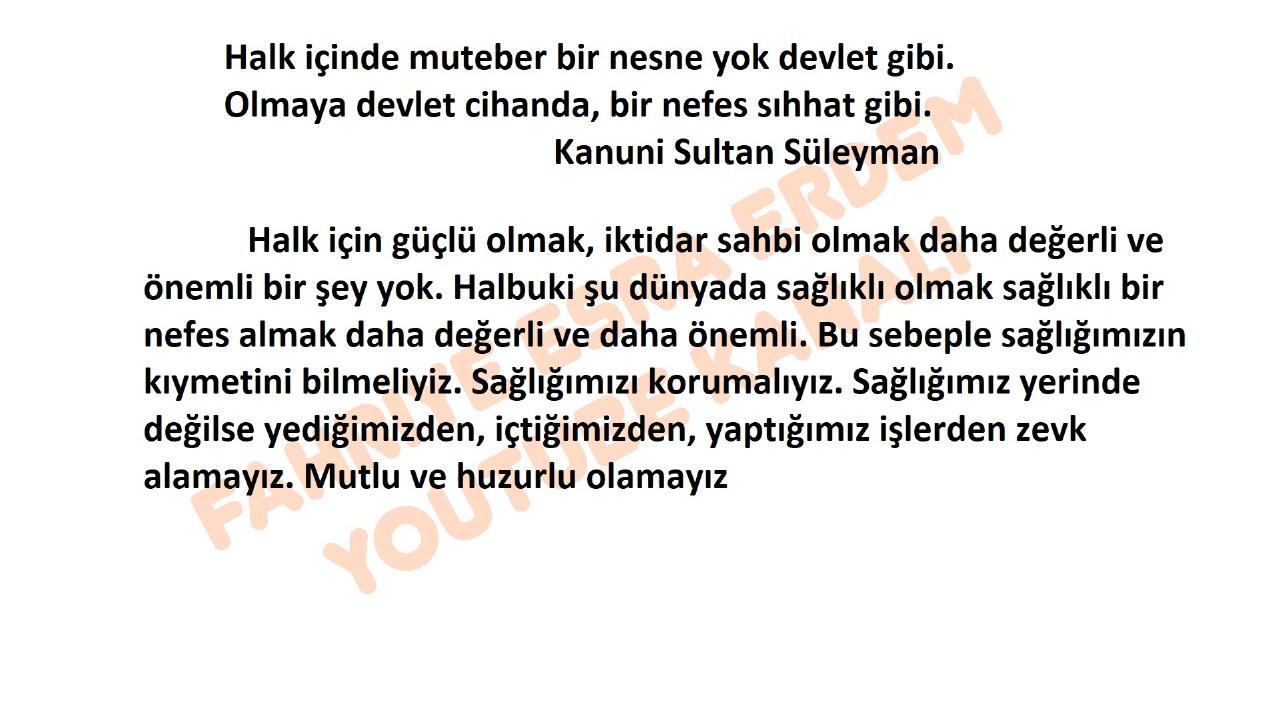 Halk içinde muteber bir nesne yok devlet gibi.
Olmaya devlet cihanda, bir nefes sıhhat gibi.
Kanuni Sultan Süleyman
Halk için güçlü olmak, iktidar sahbi olmak daha değerli ve
önemli bir şey yok. Halbuki şu dünyada sağlıklı olmak sağlıklı bir
nefes almak daha değerli ve daha önemli. Bu sebeple sağlığımızın
kıymetini bilmeliyiz. Sağlığımızı korumalıyız. Sağlığımız yerinde
değilse yediğimizden, içtiğimizden, yaptığımız işlerden zevk
alamayız. Mutlu ve huzurlu olamayız
FAHRIYE ESRA ERDEM
YOUTUBE KANALI